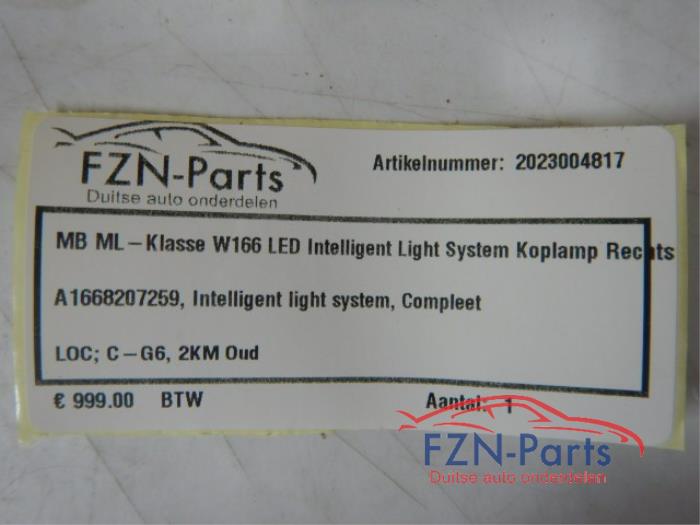 FZN-Parts
Duitse auto onderdelen
Artikelnummer: 2023004817
MB ML-Klasse W166 LED Intelligent Light System Koplamp Rechts
A1668207259, Intelligent light system, Compleet
LOC; C-G6, 2KM Oud
€ 999.00 BTW
Aantal: 1
FZN-Parts
Duitse auto onderdelen